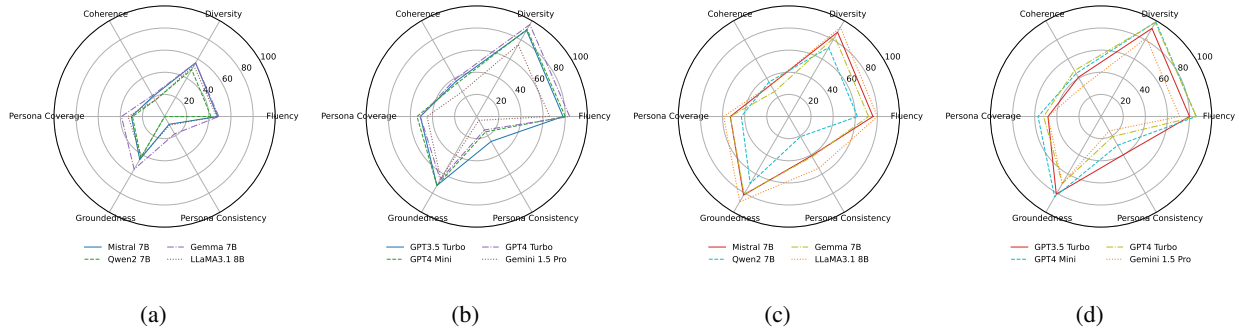 Coherence
Diversity
100
80
60
40
20
Persona Coverage
Fluency
Groundedness
Persona Consistency
Mistral 7B
Gemma 7B
Qwen2 7B
LLaMA3.1 8B
(a)
Coherence
Diversity
100
80
60
40
20
Persona Coverage
Fluency
Groundedness
Persona Consistency
GPT3.5 Turbo
GPT4 Turbo
GPT4 Mini
Gemini 1.5 Pro
(b)
Coherence
Diversity
100
80
60
40
20
Persona Coverage
Fluency
Groundedness
Persona Consistency
Mistral 7B
Gemma 7B
Qwen2 7B
LLaMA3.1 8B
(c)
Coherence
Diversity
100
80
60
40
20
Persona Coverage
Fluency
Groundedness
Persona Consistency
GPT3.5 Turbo
GPT4 Turbo
GPT4 Mini
Gemini 1.5 Pro
(d)